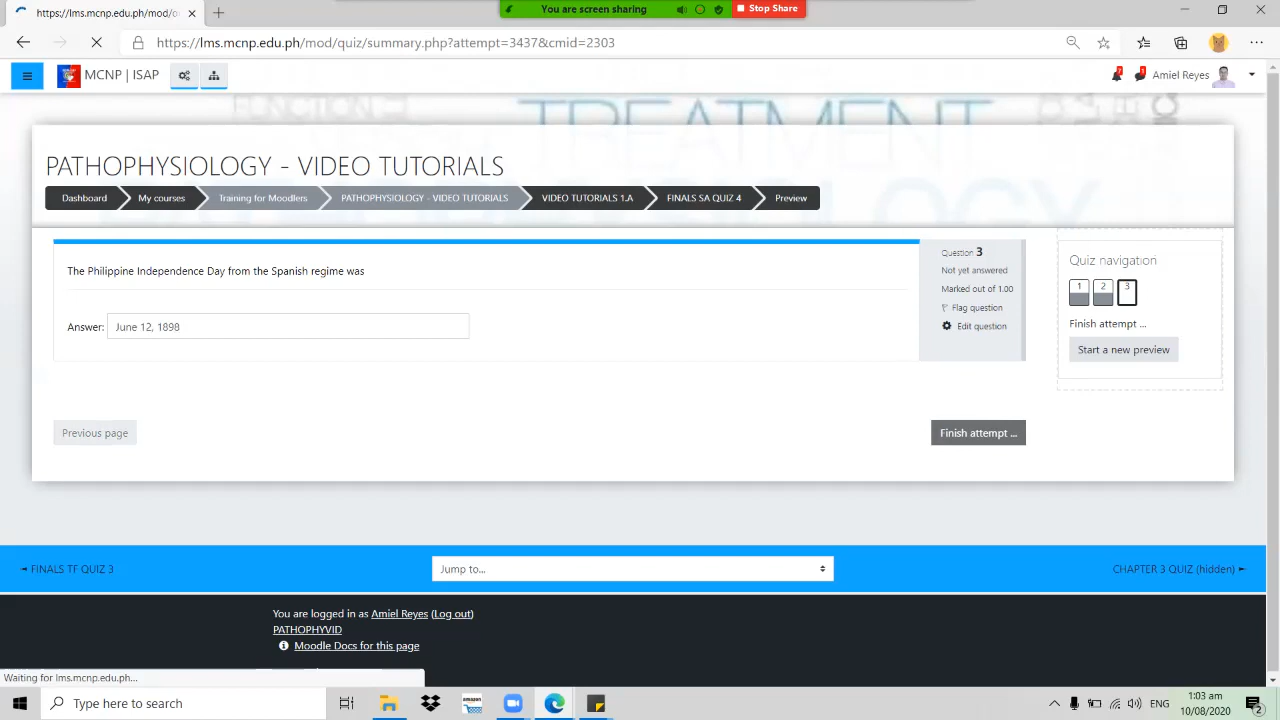 https://lms.mcnp.edu.ph/mod/qu
You are screen sharing
Stop Share
https://lms.mcnp.edu.ph/mod/quiz/summary.php?attempt=3437&cmid=2303
MCNP | ISAP
Amiel Reyes
TREATMENT
PATHOPHYSIOLOGY - VIDEO TUTORIALS
Dashboard
My courses
Training for Moodlers
PATHOPHYSIOLOGY - VIDEO TUTORIALS
VIDEO TUTORIALS 1.A
FINALS SA QUIZ 4
Preview
The Philippine Independence Day from the Spanish regime was
Answer: June 12, 1898
Question 3
Not yet answered
Marked out of 1.00
Flag question
Edit question
Quiz navigation
1 2 3
Finish attempt ...
Start a new preview
Previous page
Finish attempt ...
◄ FINALS TF QUIZ 3
Jump to...
CHAPTER 3 QUIZ (hidden) ►
You are logged in as Amiel Reyes (Log out)
PATHOPHYVID
Moodle Docs for this page
Waiting for lms.mcnp.edu.ph...
Type here to search
amazon
ENG
1:03 am
10/08/2020
2